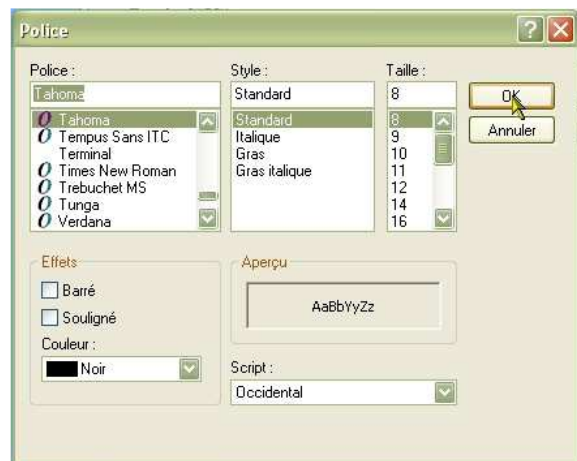 Police
Police :
Style :
Taille :
Tahoma
Standard
8
OK
Annuler
Tahoma
Tempus Sans ITC
Terminal
Times New Roman
Trebuchet MS
Tunga
Verdana
Standard
Italique
Gras
Gras italique
8
9
10
11
12
14
16
Effets
Barré
Souligné
Couleur :
Noir
Aperçu
AaBbYyZz
Script :
Occidental